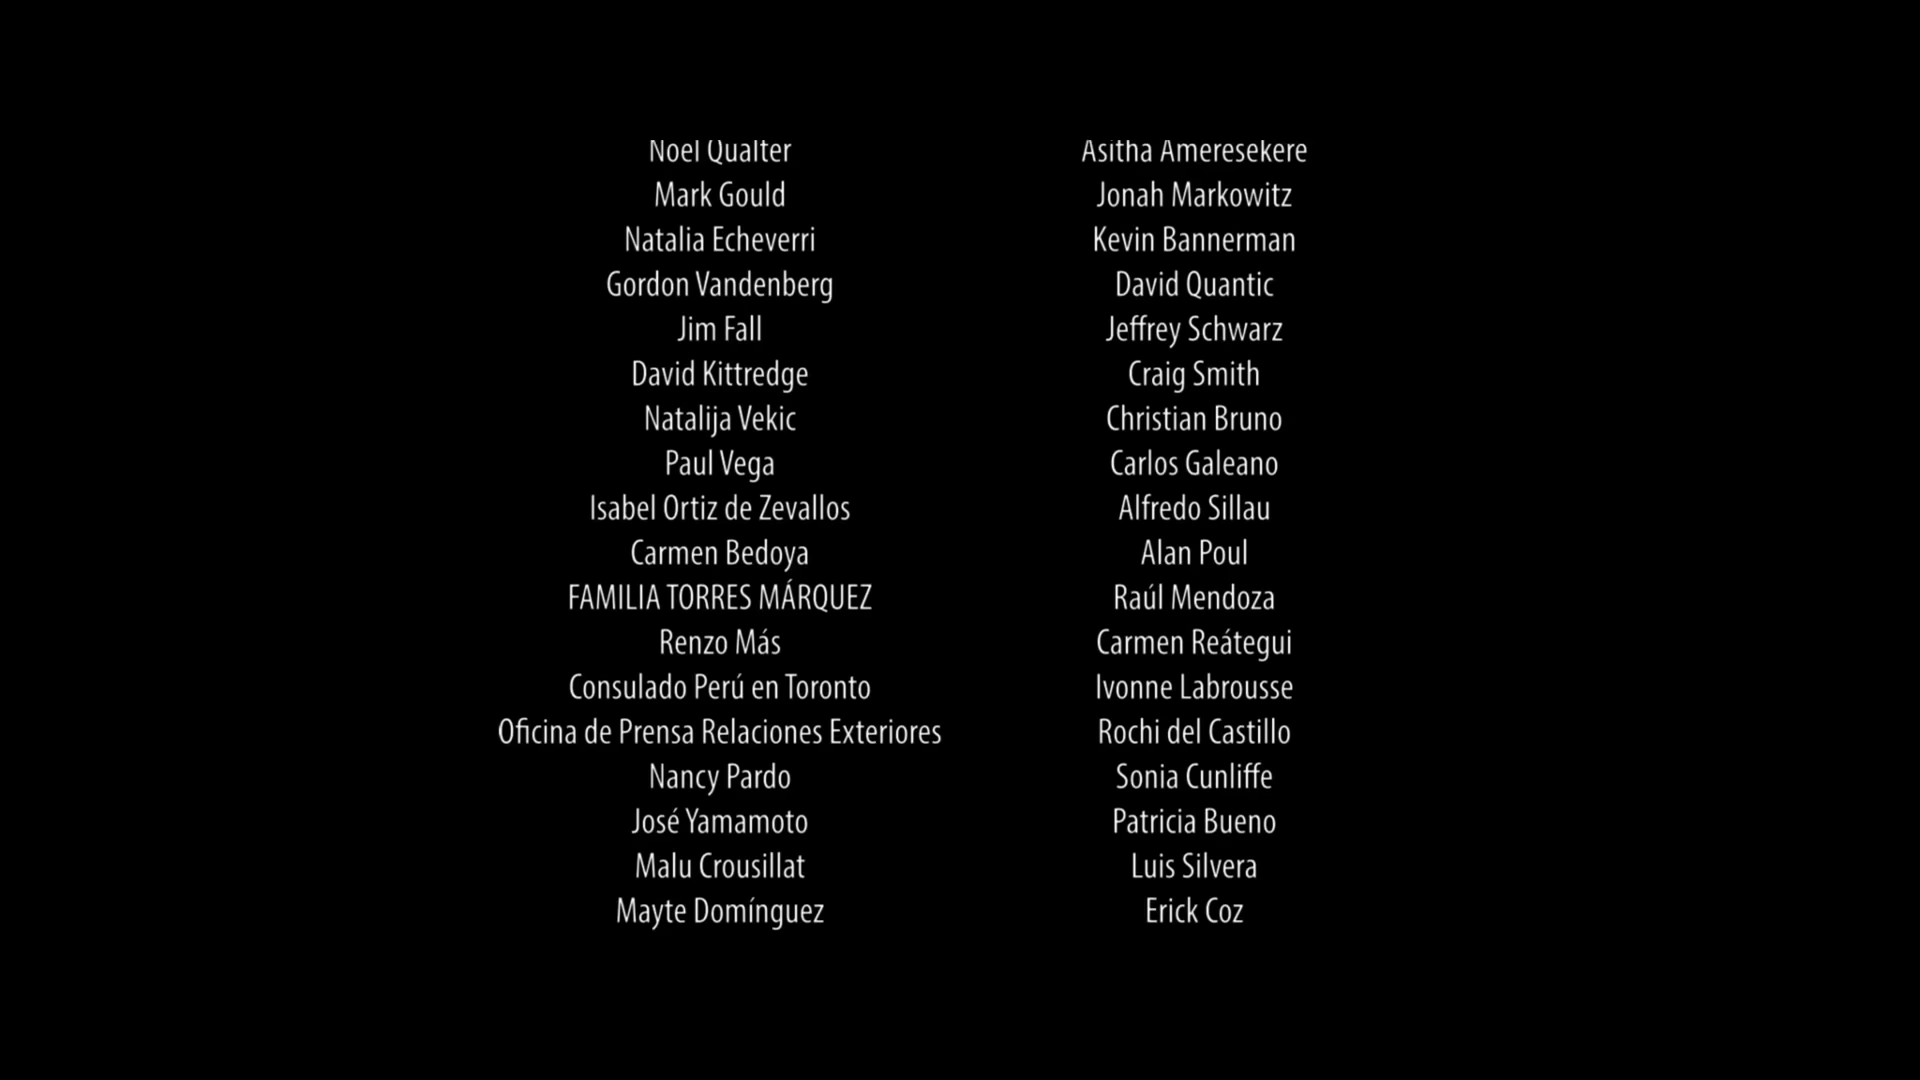 Noel Qualter
Asitha Ameresekere
Mark Gould
Jonah Markowitz
Natalia Echeverri
Kevin Bannerman
Gordon Vandenberg
David Quantic
Jim Fall
Jeffrey Schwarz
David Kittredge
Craig Smith
Natalija Vekic
Christian Bruno
Paul Vega
Carlos Galeano
Isabel Ortiz de Zevallos
Alfredo Sillau
Carmen Bedoya
Alan Poul
FAMILIA TORRES MÁRQUEZ
Raúl Mendoza
Renzo Más
Carmen Reátegui
Consulado Perú en Toronto
Ivonne Labrousse
Oficina de Prensa Relaciones Exteriores
Rochi del Castillo
Nancy Pardo
Sonia Cunliffe
José Yamamoto
Patricia Bueno
Malu Crousillat
Luis Silvera
Mayte Domínguez
Erick Coz